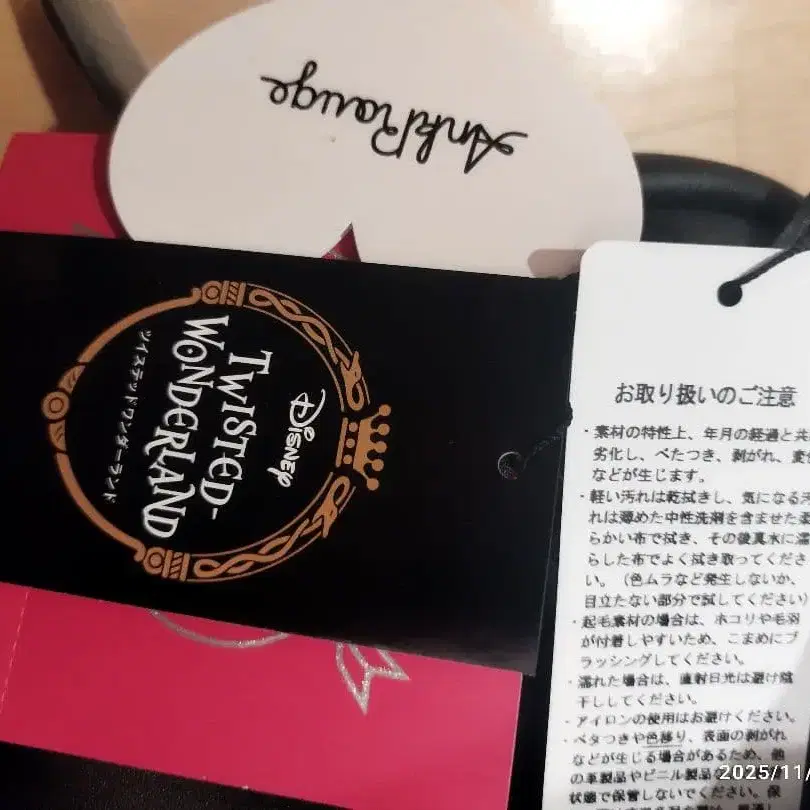 Ank Rouge
Disney
TWISTED-
WONDERLAND
ツイステッドワンダーランド
お取り扱いのご注意
・素材の特性上、年月の経過と共
劣化し、べたつき、剥がれ、変
などが生じます。
・軽い汚れは乾拭きし、気になる汚
れは薄めた中性洗剤を含ませた柔
らかい布で拭き、その後真水に濡
らした布でよく拭き取ってくださ
い。(色ムラなど発生しないか、
目立たない部分で試してください)
・起毛素材の場合は、ホコリや毛羽
が付着しやすいため、こまめにブ
ラッシングしてください。
・濡れた場合は、直射日光は避け陰
干ししてください。
・アイロンの使用はお避けください。
・ベタつきや色移り、表面の剥がれ
などが生じる場合があるため、他
の革製品やビニル製品
状態で保管しないでください。保
2025/11/